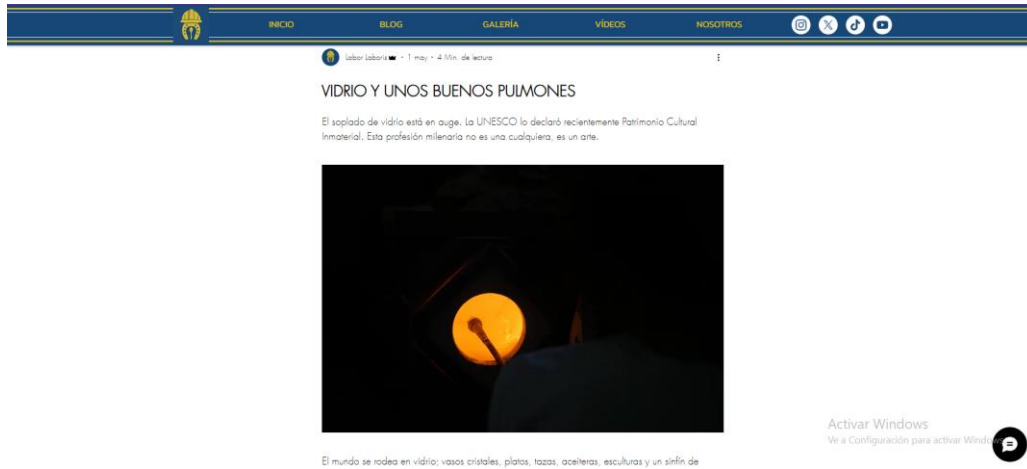 INICIO BLOG GALERÍA VÍDEOS NOSOTROS
Labor Laboris · 1 may · 4 Min. de lectura
VIDRIO Y UNOS BUENOS PULMONES
El soplado de vidrio está en auge. La UNESCO lo declaró recientemente Patrimonio Cultural
Inmaterial. Esta profesión milenaria no es una cualquiera, es un arte.
Activar Windows
Ve a Configuración para activar Windows
El mundo se rodea en vidrio; vasos cristales, platos, tazas, aceiteras, esculturas y un sinfín de